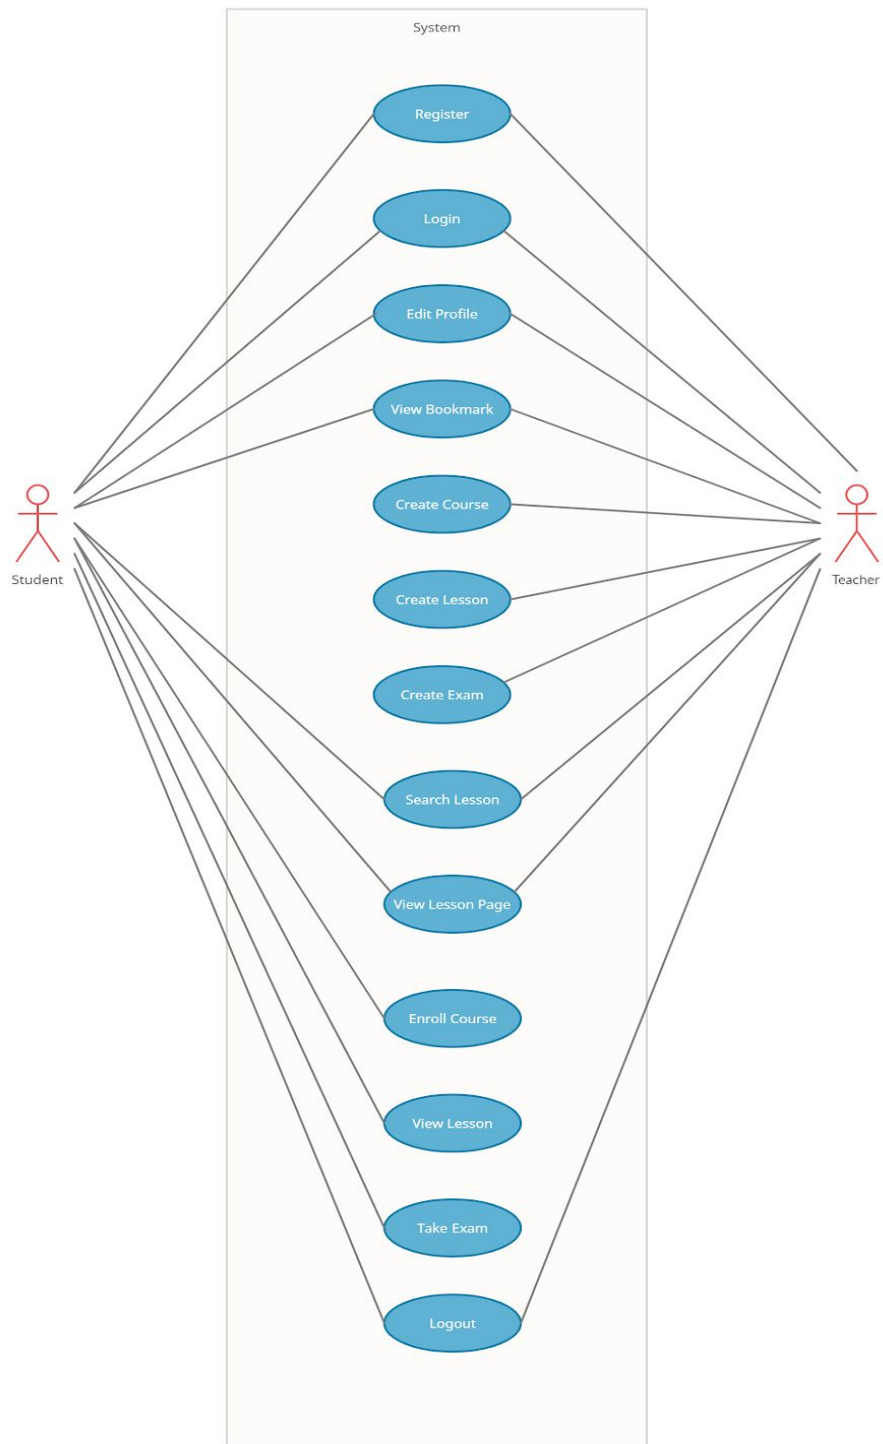 System
Register
Login
Edit Profile
View Bookmark
Create Course
Student
Teacher
Create Lesson
Create Exam
Search Lesson
View Lesson Page
Enroll Course
View Lesson
Take Exam
Logout